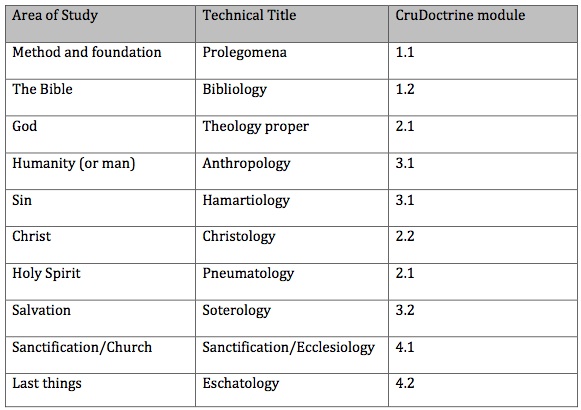 Area of Study Technical Title CruDoctrine module
Method and foundation Prolegomena 1.1
The Bible Bibliology 1.2
God Theology proper 2.1
Humanity (or man) Anthropology 3.1
Sin Hamartiology 3.1
Christ Christology 2.2
Holy Spirit Pneumatology 2.1
Salvation Soterology 3.2
Sanctification/Church Sanctification/Ecclesiology 4.1
Last things Eschatology 4.2